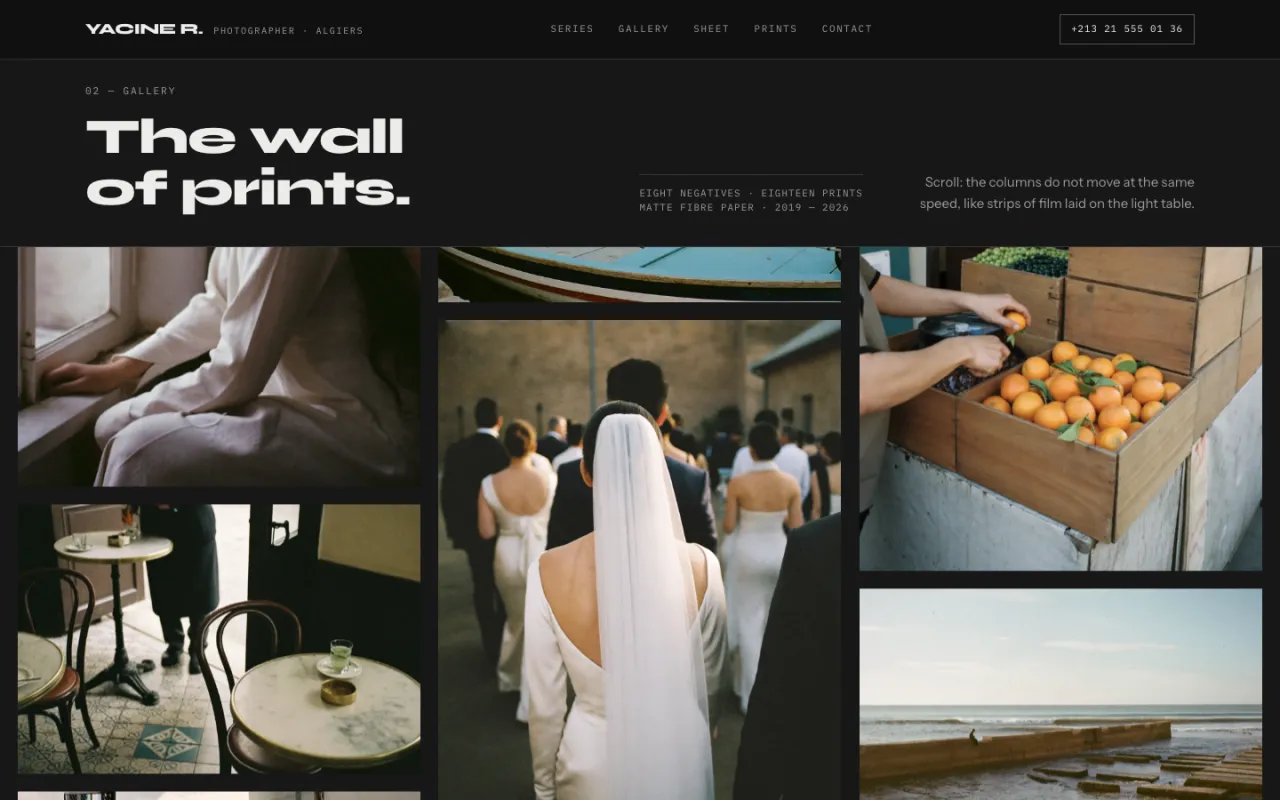 YACINE R. PHOTOGRAPHER · ALGIERS
SERIES GALLERY SHEET PRINTS CONTACT
+213 21 555 01 36
02 — GALLERY
The wall
of prints.
EIGHT NEGATIVES · EIGHTEEN PRINTS
MATTE FIBRE PAPER · 2019 — 2026
Scroll: the columns do not move at the same
speed, like strips of film laid on the light table.